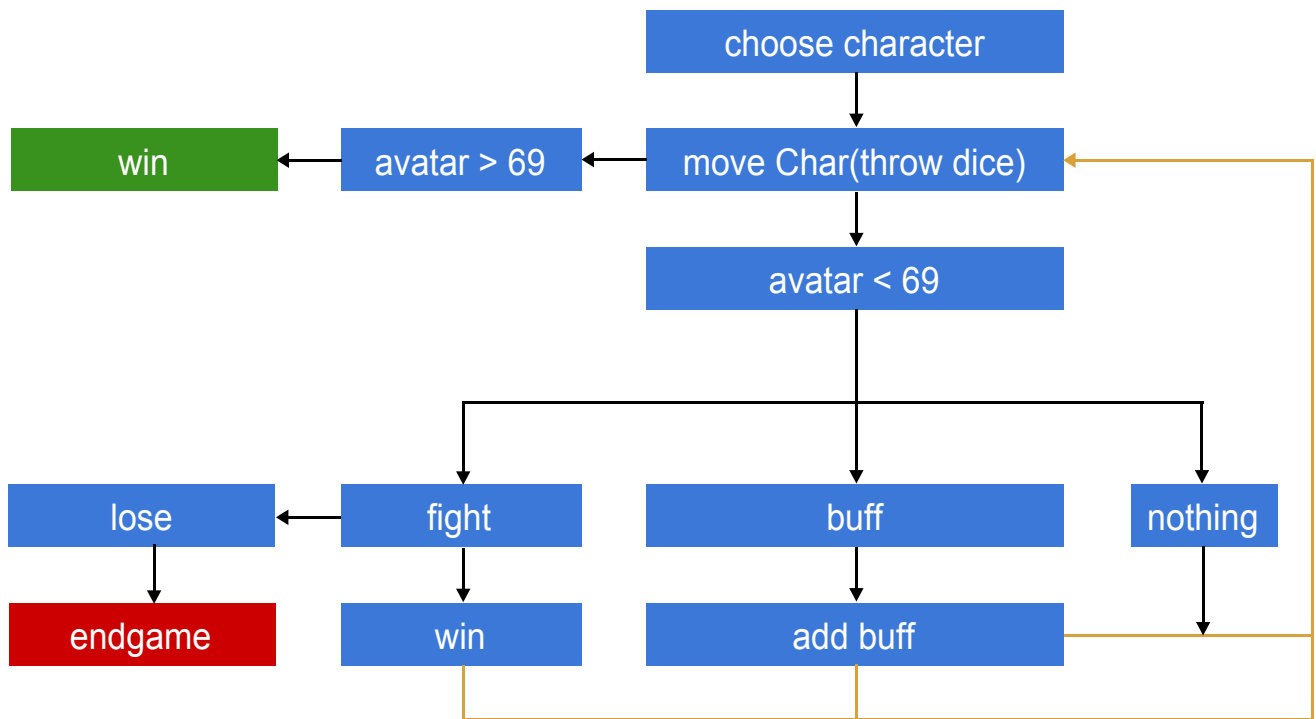 choose character
win
avatar > 69
move Char(throw dice)
avatar < 69
lose
fight
buff
nothing
endgame
win
add buff